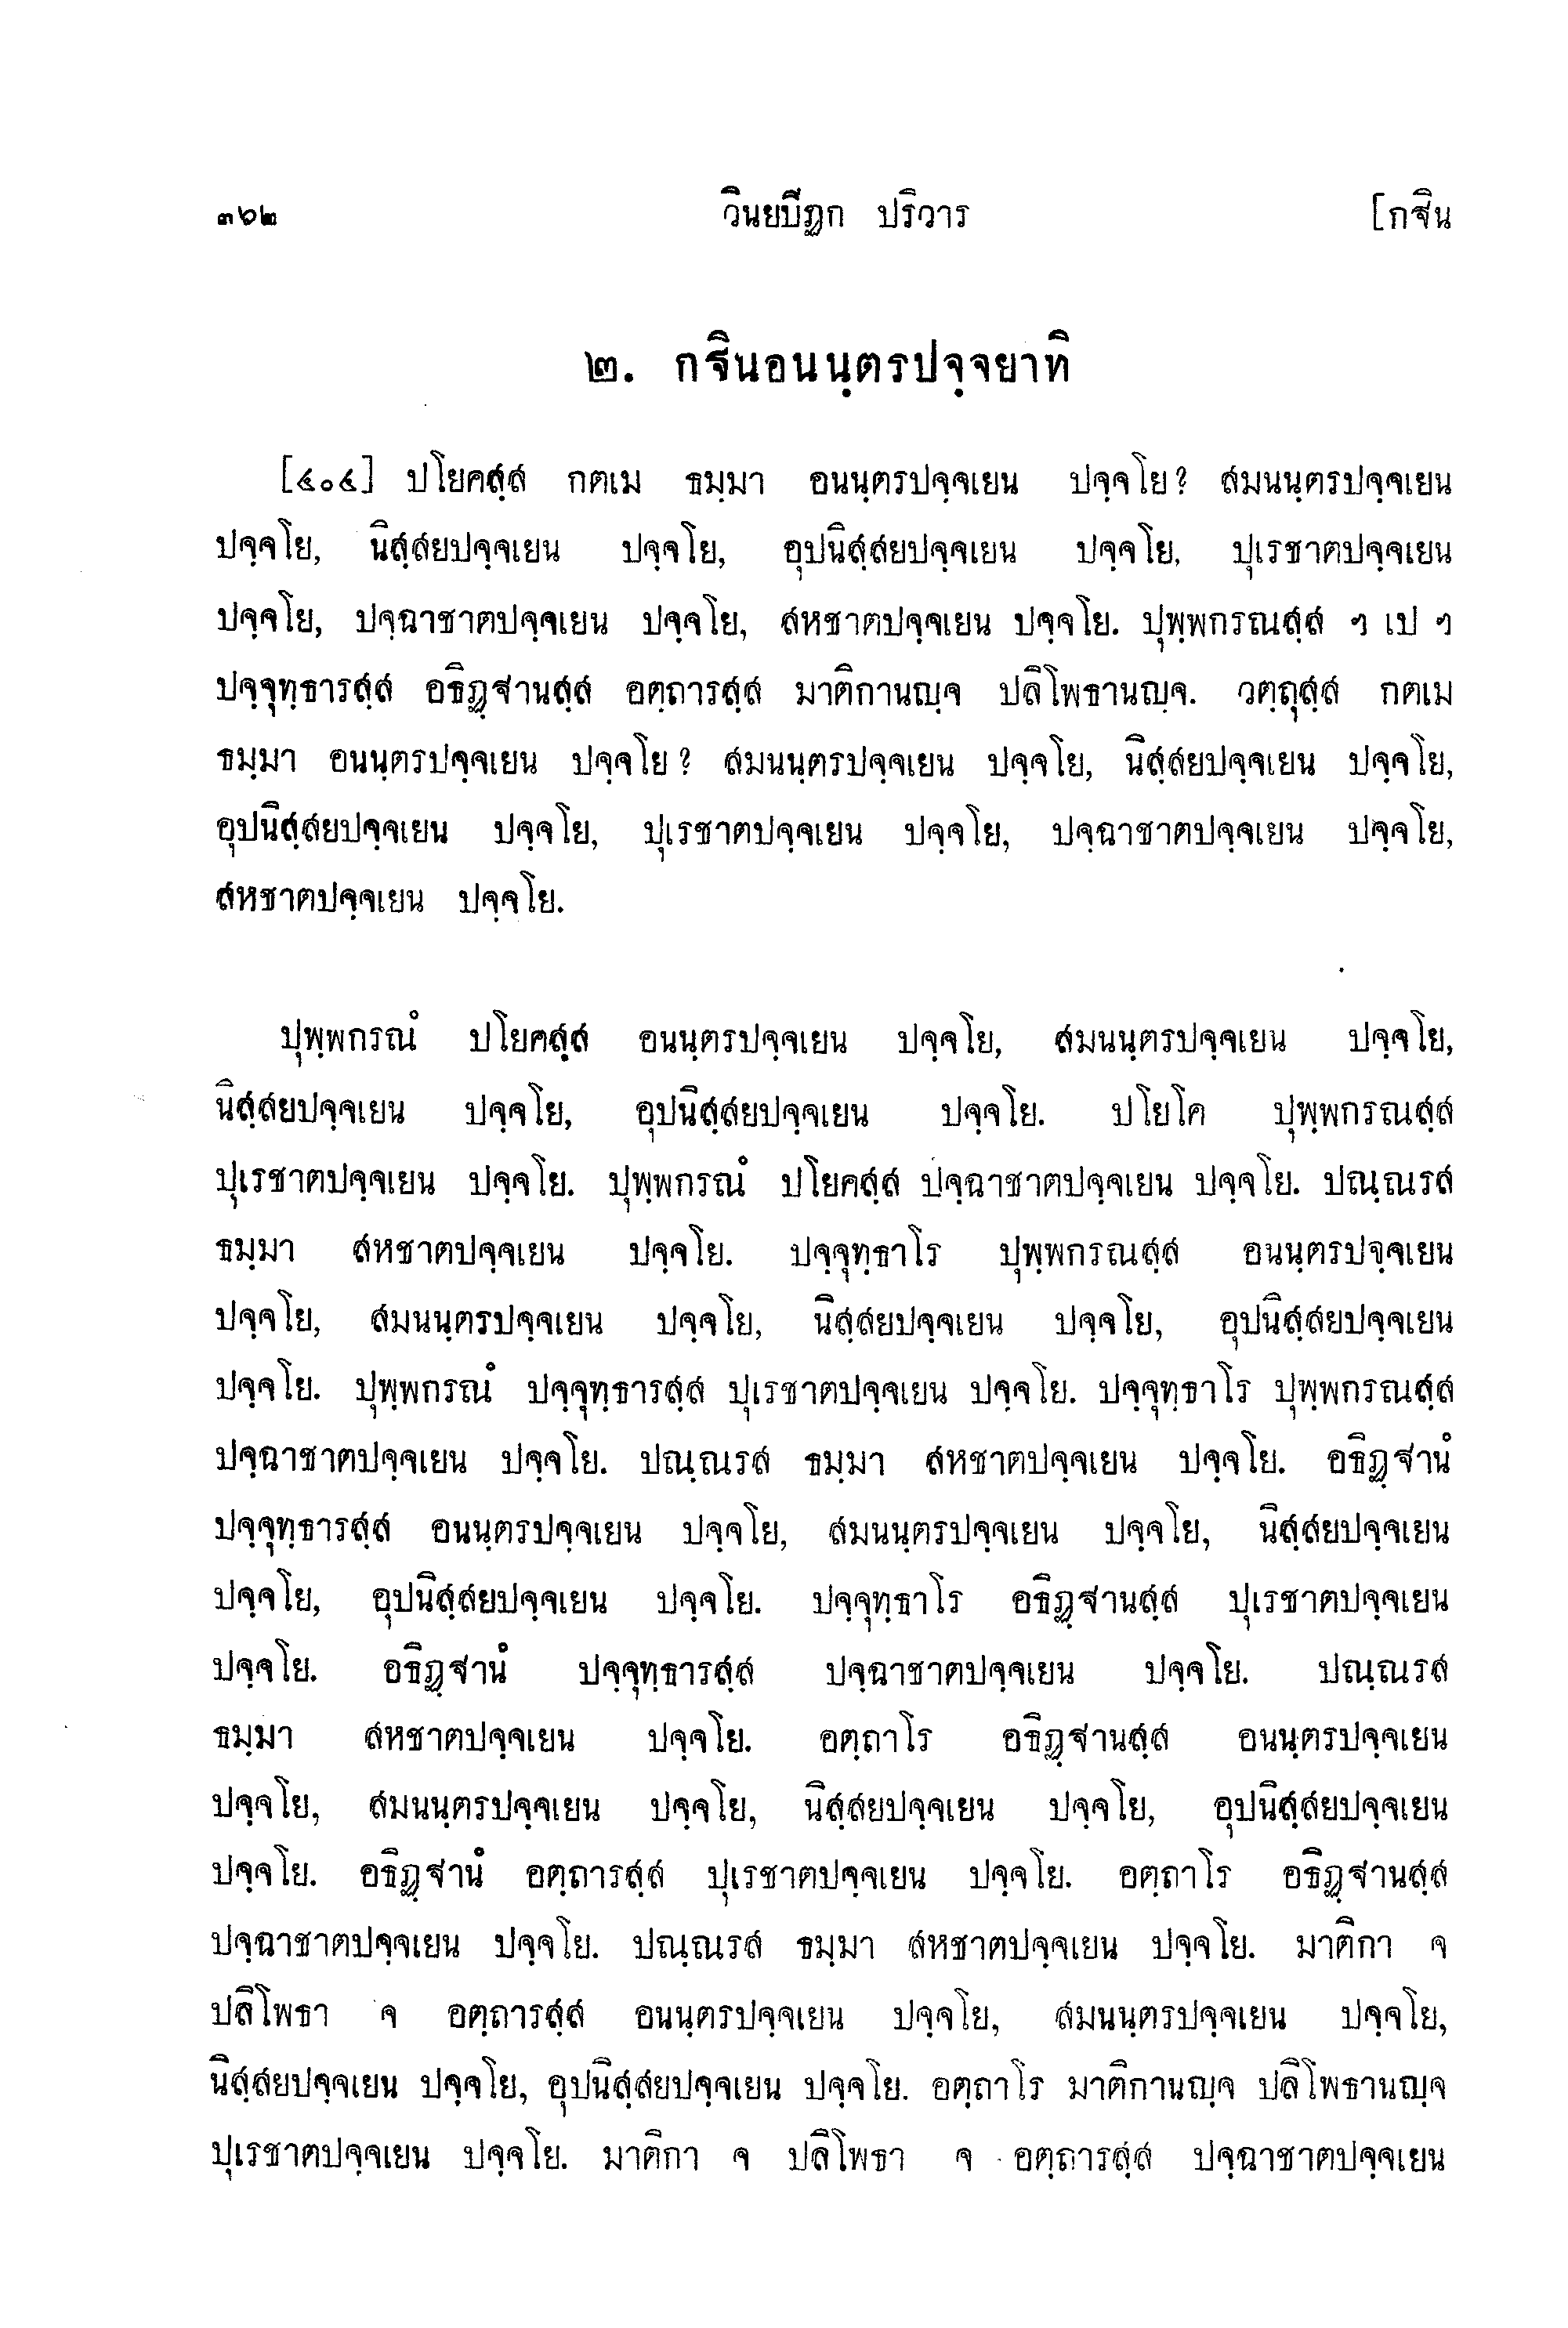 ๓๖๒ วินยปิฏก ปริวาร [กฐิน
๒. กฐินอนนฺตรปจฺจยาทิ
[๔๐๔] ปโยคสฺส กตเม ธมฺมา อนนฺตรปจฺจเยน ปจฺจโย? สมนนฺตรปจฺจเยน
ปจฺจโย, นิสฺสยปจฺจเยน ปจฺจโย, อุปนิสฺสยปจฺจเยน ปจฺจโย, ปุเรชาตปจฺจเยน
ปจฺจโย, ปจฺฉาชาตปจฺจเยน ปจฺจโย, สหชาตปจฺจเยน ปจฺจโย. ปุพฺพกรณสฺส ฯ เป ฯ
ปจฺจุทฺธารสฺส อธิฏฺฐานสฺส อตฺถารสฺส มาติกานญฺจ ปลิโพธานญฺจ. วตฺถุสฺส กตเม
ธมฺมา อนนฺตรปจฺจเยน ปจฺจโย? สมนนฺตรปจฺจเยน ปจฺจโย, นิสฺสยปจฺจเยน ปจฺจโย,
อุปนิสฺสยปจฺจเยน ปจฺจโย, ปุเรชาตปจฺจเยน ปจฺจโย, ปจฺฉาชาตปจฺจเยน ปจฺจโย,
สหชาตปจฺจเยน ปจฺจโย.
ปุพฺพกรณํ ปโยคสฺส อนนฺตรปจฺจเยน ปจฺจโย, สมนนฺตรปจฺจเยน ปจฺจโย,
นิสฺสยปจฺจเยน ปจฺจโย, อุปนิสฺสยปจฺจเยน ปจฺจโย. ปโยโค ปุพฺพกรณสฺส
ปุเรชาตปจฺจเยน ปจฺจโย. ปุพฺพกรณํ ปโยคสฺส ปจฺฉาชาตปจฺจเยน ปจฺจโย. ปณฺณรส
ธมฺมา สหชาตปจฺจเยน ปจฺจโย. ปจฺจุทฺธาโร ปุพฺพกรณสฺส อนนฺตรปจฺจเยน
ปจฺจโย, สมนนฺตรปจฺจเยน ปจฺจโย, นิสฺสยปจฺจเยน ปจฺจโย, อุปนิสฺสยปจฺจเยน
ปจฺจโย. ปุพฺพกรณํ ปจฺจุทฺธารสฺส ปุเรชาตปจฺจเยน ปจฺจโย. ปจฺจุทฺธาโร ปุพฺพกรณสฺส
ปจฺฉาชาตปจฺจเยน ปจฺจโย. ปณฺณรส ธมฺมา สหชาตปจฺจเยน ปจฺจโย. อธิฏฺฐานํ
ปจฺจุทฺธารสฺส อนนฺตรปจฺจเยน ปจฺจโย, สมนนฺตรปจฺจเยน ปจฺจโย, นิสฺสยปจฺจเยน
ปจฺจโย, อุปนิสฺสยปจฺจเยน ปจฺจโย. ปจฺจุทฺธาโร อธิฏฺฐานสฺส ปุเรชาตปจฺจเยน
ปจฺจโย. อธิฏฺฐานํ ปจฺจุทฺธารสฺส ปจฺฉาชาตปจฺจเยน ปจฺจโย. ปณฺณรส
ธมฺมา สหชาตปจฺจเยน ปจฺจโย. อตฺถาโร อธิฏฺฐานสฺส อนนฺตรปจฺจเยน
ปจฺจโย, สมนนฺตรปจฺจเยน ปจฺจโย, นิสฺสยปจฺจเยน ปจฺจโย, อุปนิสฺสยปจฺจเยน
ปจฺจโย. อธิฏฺฐานํ อตฺถารสฺส ปุเรชาตปจฺจเยน ปจฺจโย. อตฺถาโร อธิฏฺฐานสฺส
ปจฺฉาชาตปจฺจเยน ปจฺจโย. ปณฺณรส ธมฺมา สหชาตปจฺจเยน ปจฺจโย. มาติกา จ
ปลิโพธา จ อตฺถารสฺส อนนฺตรปจฺจเยน ปจฺจโย, สมนนฺตรปจฺจเยน ปจฺจโย,
นิสฺสยปจฺจเยน ปจฺจโย, อุปนิสฺสยปจฺจเยน ปจฺจโย. อตฺถาโร มาติกานญฺจ ปลิโพธานญฺจ
ปุเรชาตปจฺจเยน ปจฺจโย. มาติกา จ ปลิโพธา จ อตฺถารสฺส ปจฺฉาชาตปจฺจเยน